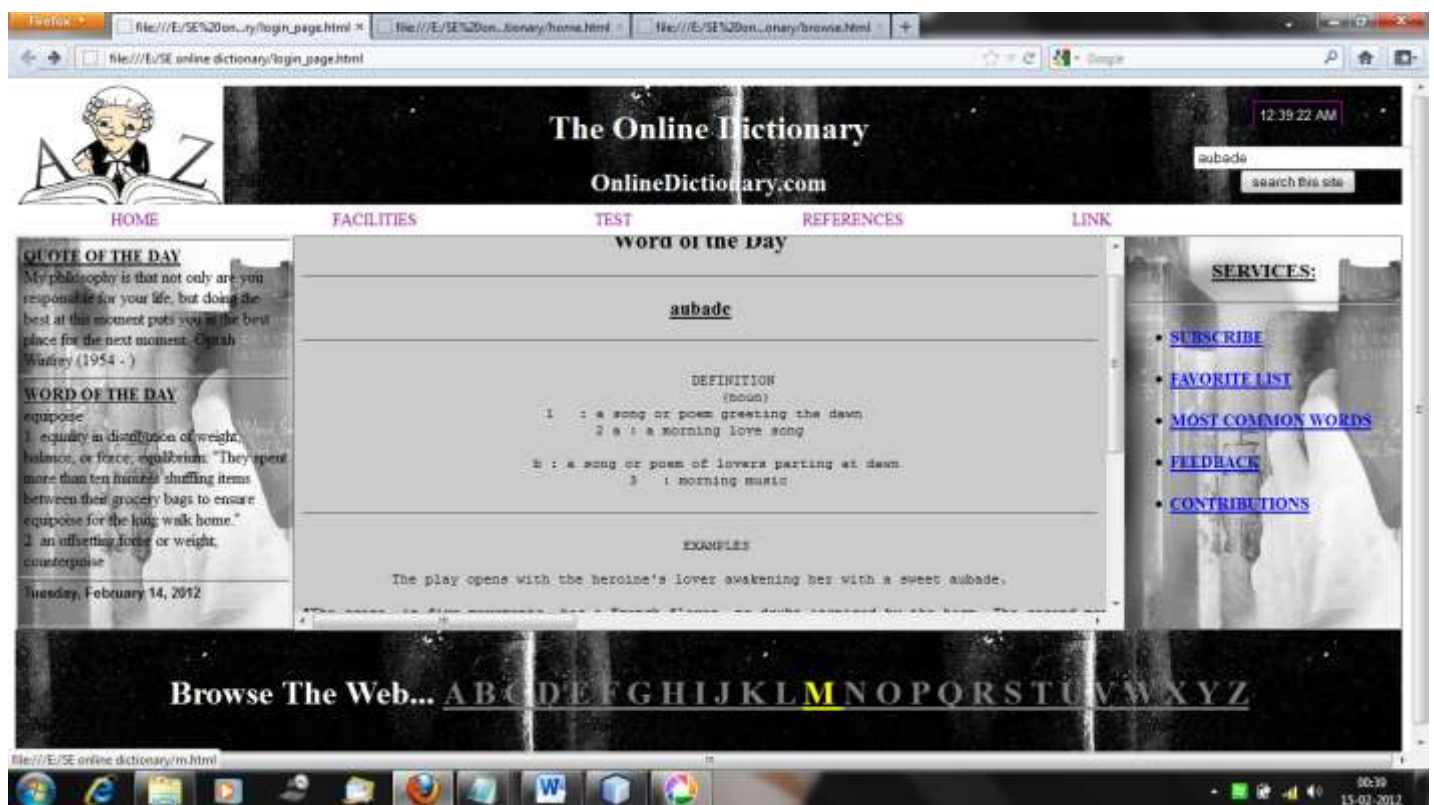 Firefox
file:///E:/SE%20on...ry/login_page.html ×
file:///E:/SE%20on...tionary/home.html
file:///E:/SE%20on...onary/browse.html
+
file:///E:/SE online dictionary/login_page.html
Google
A Z
The Online Dictionary
OnlineDictionary.com
12:39:22 AM
aubade
search this site
HOME FACILITIES TEST REFERENCES LINK
QUOTE OF THE DAY
My philosophy is that not only are you
responsible for your life, but doing the
best at this moment puts you in the best
place for the next moment. Oprah
Winfrey (1954 - )
WORD OF THE DAY
equipoise
1 equality in distribution of weight,
balance, or force; equilibrium: "They spent
more than ten minutes shuffling items
between their grocery bags to ensure
equipoise for the long walk home."
2 an offsetting force or weight;
counterpoise
Tuesday, February 14, 2012
Word of the Day
aubade
DEFINITION
(noun)
1 : a song or poem greeting the dawn
2 a : a morning love song
b : a song or poem of lovers parting at dawn
3 : morning music
EXAMPLES
The play opens with the heroine's lover awakening her with a sweet aubade.
SERVICES:
• SUBSCRIBE
• FAVORITE LIST
• MOST COMMON WORDS
• FEEDBACK
• CONTRIBUTIONS
Browse The Web... A B C D E F G H I J K L M N O P Q R S T U V W X Y Z
file:///E:/SE online dictionary/m.html
00:39
15-02-2012